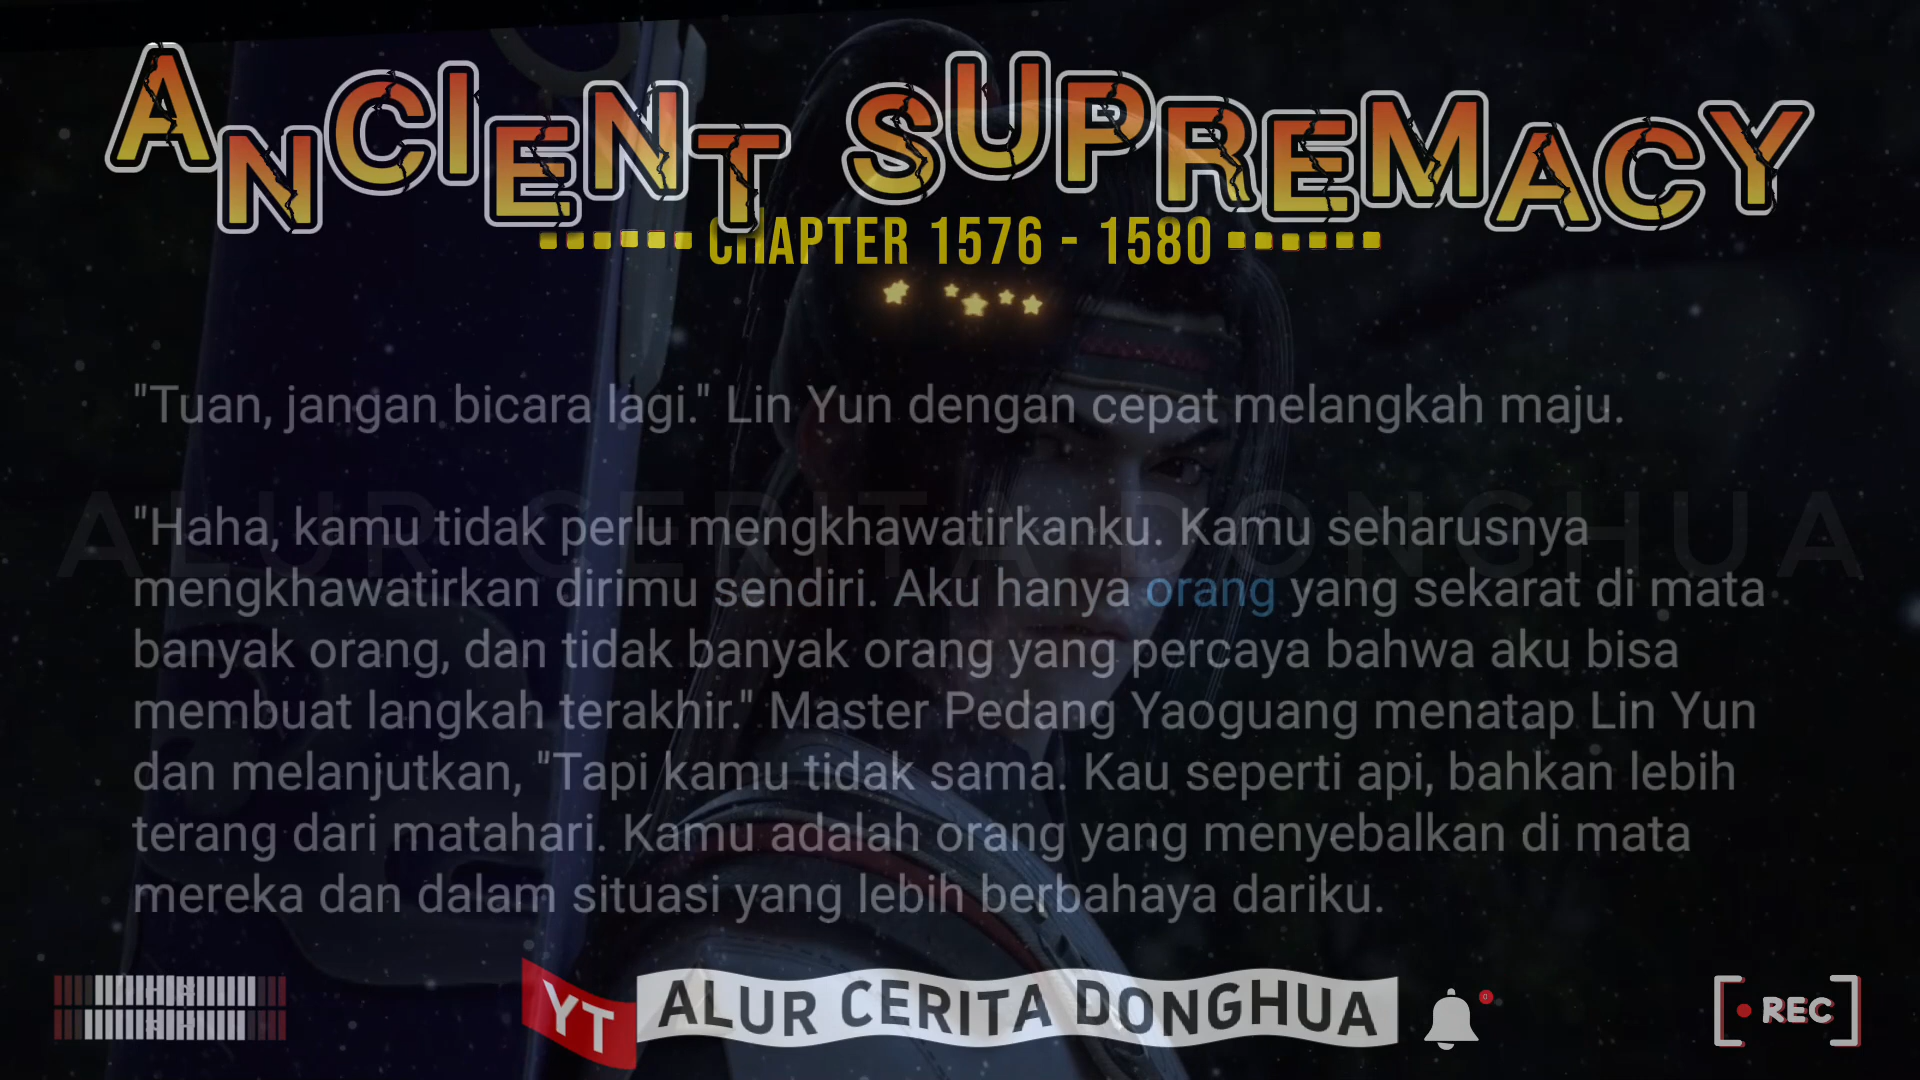 ANCIENT SUPREMACY
CHAPTER 1576 - 1580
"Tuan, jangan bicara lagi." Lin Yun dengan cepat melangkah maju.
ALUR CERITA DONGHUA
"Haha, kamu tidak perlu mengkhawatirkanku. Kamu seharusnya
mengkhawatirkan dirimu sendiri. Aku hanya orang yang sekarat di mata
banyak orang, dan tidak banyak orang yang percaya bahwa aku bisa
membuat langkah terakhir." Master Pedang Yaoguang menatap Lin Yun
dan melanjutkan, "Tapi kamu tidak sama. Kau seperti api, bahkan lebih
terang dari matahari. Kamu adalah orang yang menyebalkan di mata
mereka dan dalam situasi yang lebih berbahaya dariku.
YT ALUR CERITA DONGHUA
REC